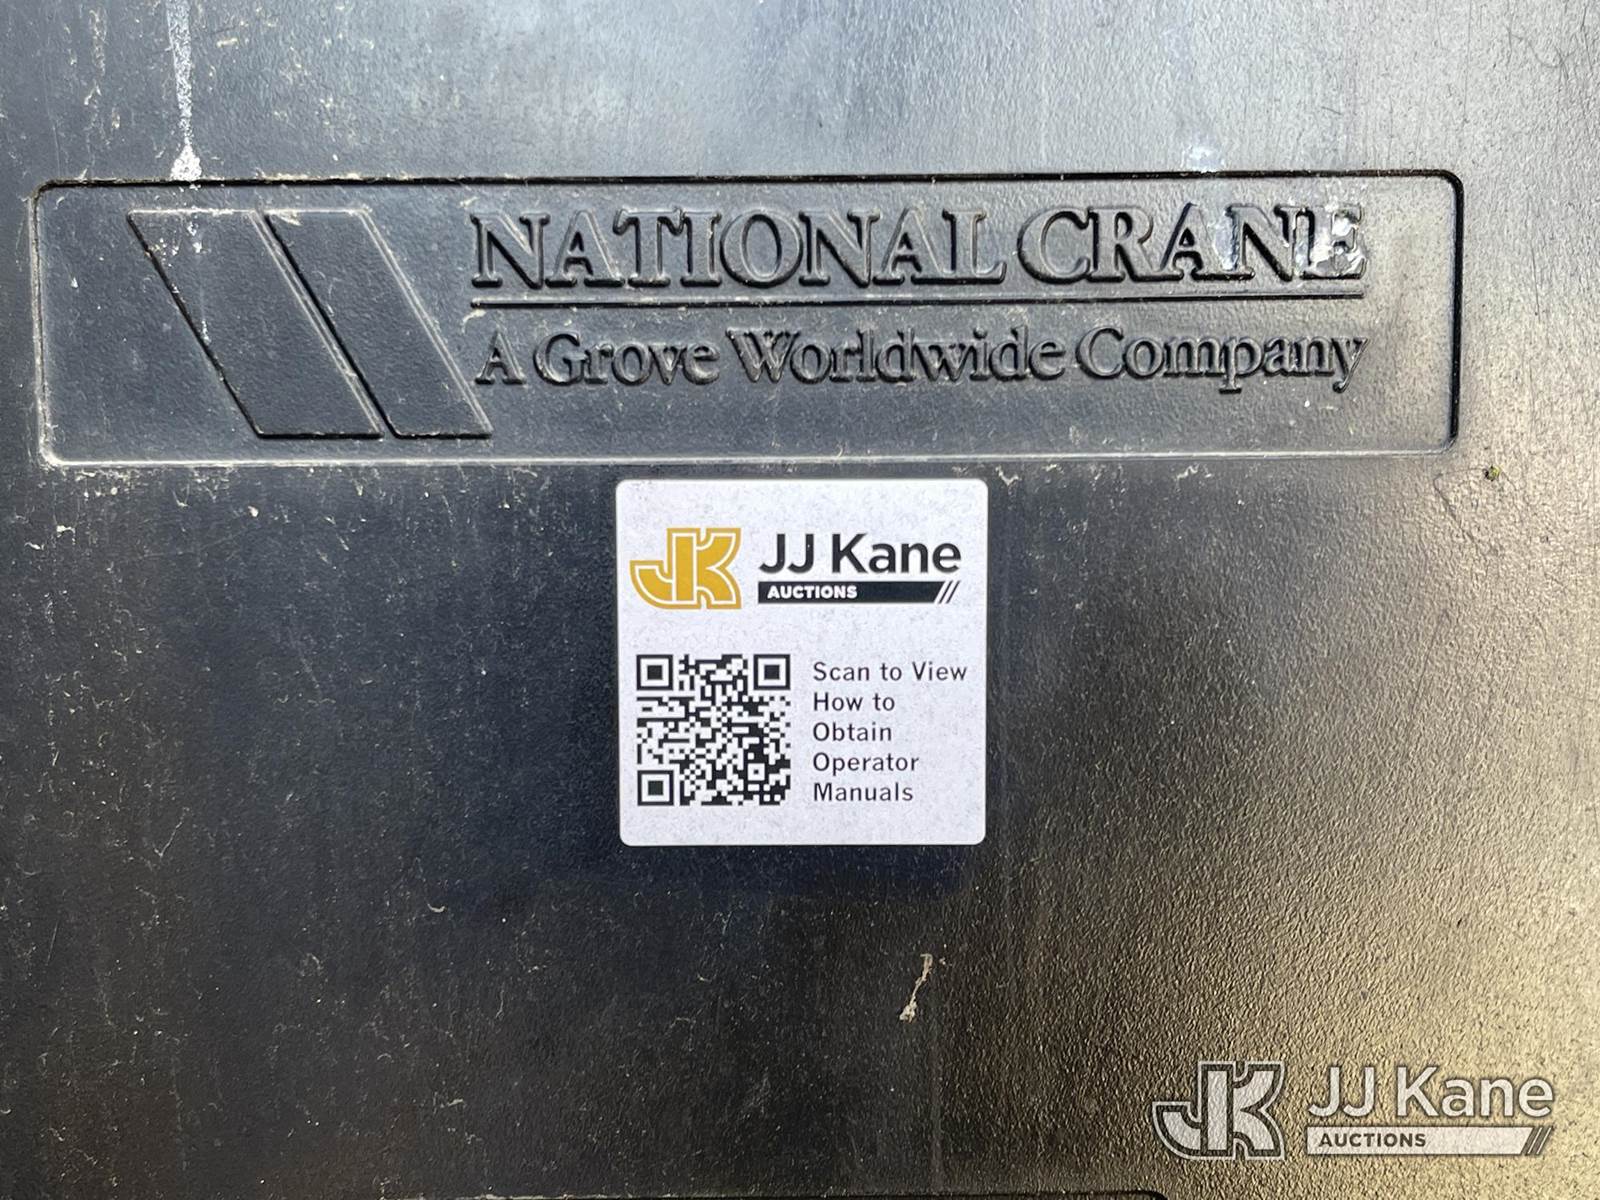 NATIONAL CRANE
A Grove Worldwide Company
JK JJ Kane
AUCTIONS
Scan to View
How to
Obtain
Operator
Manuals
JK JJ Kane
AUCTIONS